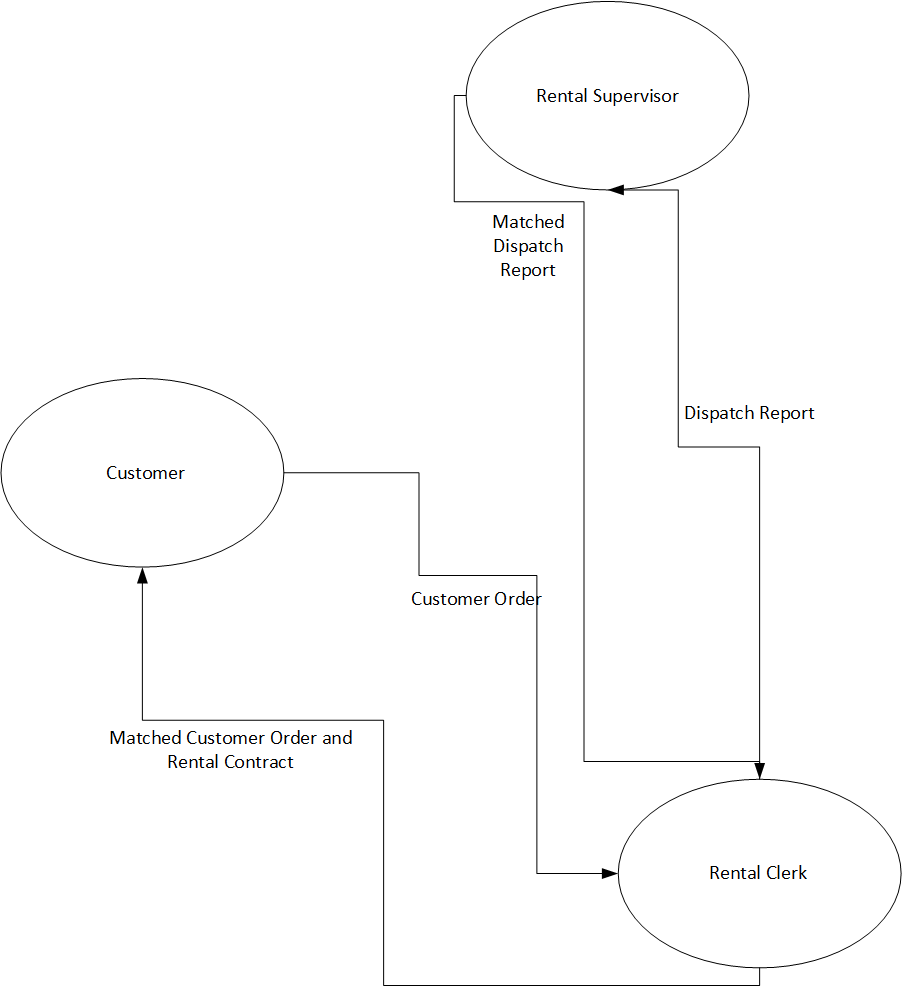 Rental Supervisor
Matched
Dispatch
Report
Dispatch Report
Customer
Customer Order
Matched Customer Order and
Rental Contract
Rental Clerk